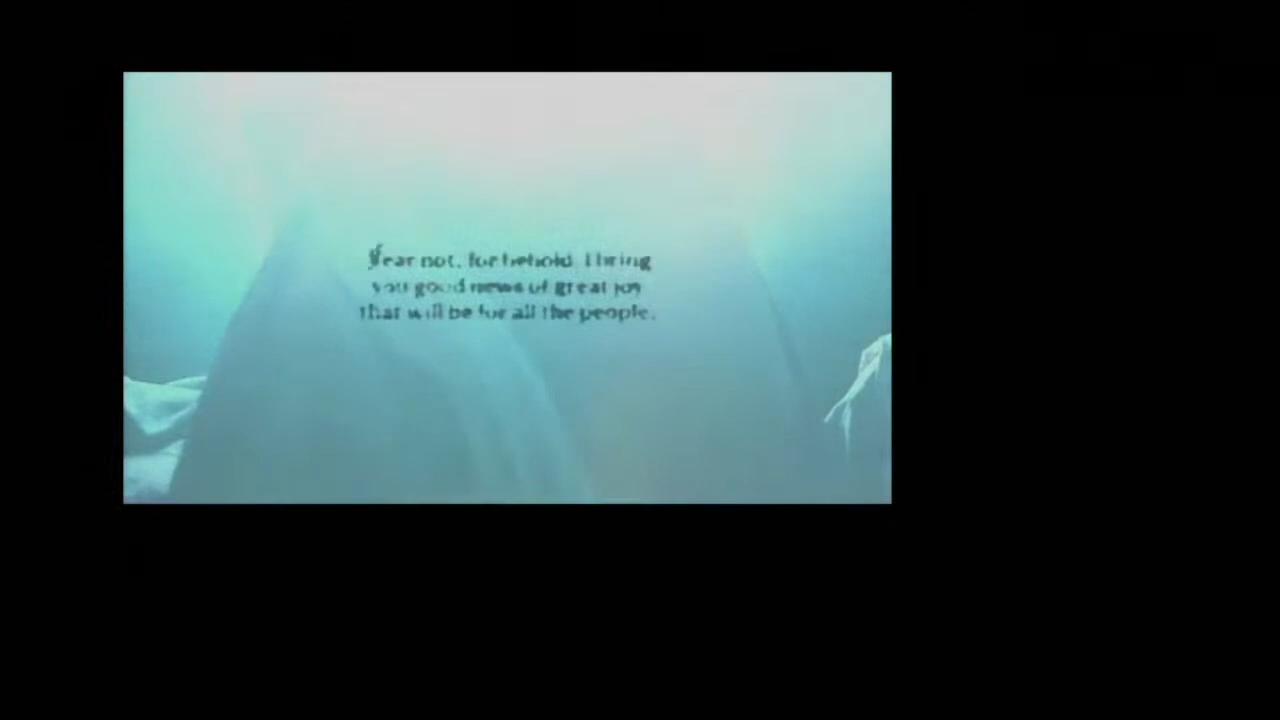 Fear not, for behold, I bring
you good news of great joy
that will be for all the people.